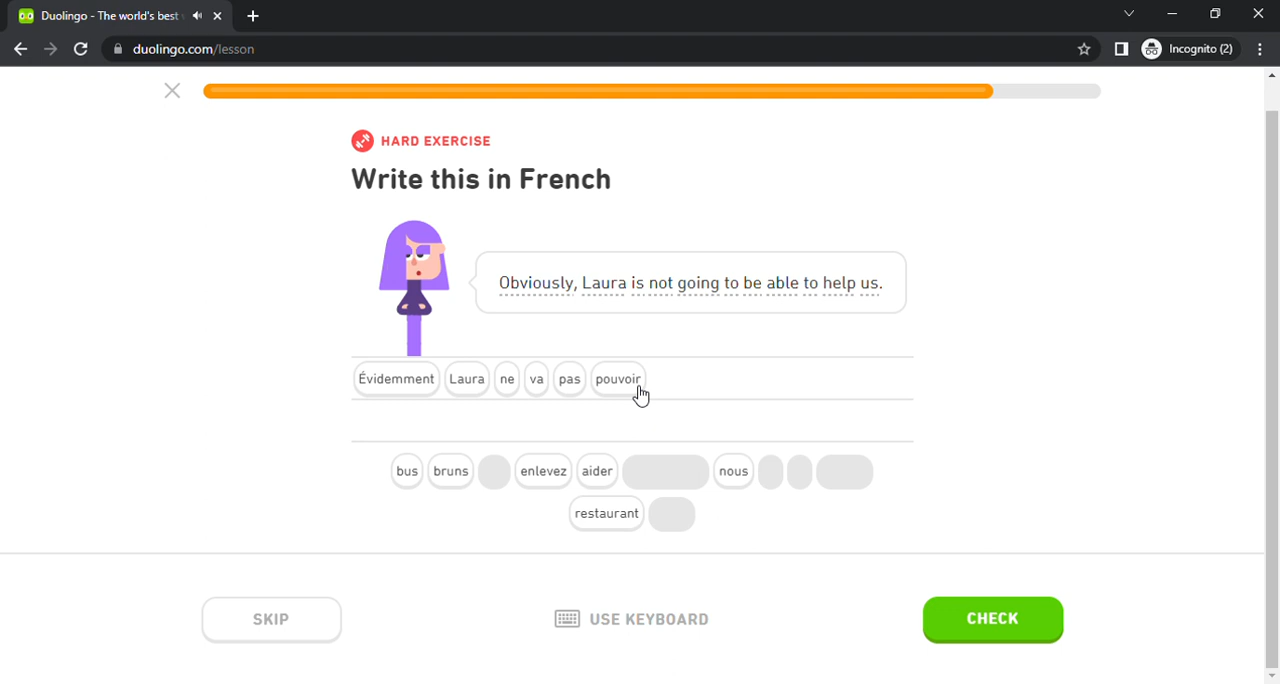 Duolingo - The world's best
duolingo.com/lesson
Incognito (2)
HARD EXERCISE
Write this in French
Obviously, Laura is not going to be able to help us.
Évidemment Laura ne va pas pouvoir
bus bruns enlevez aider nous
restaurant
SKIP USE KEYBOARD CHECK